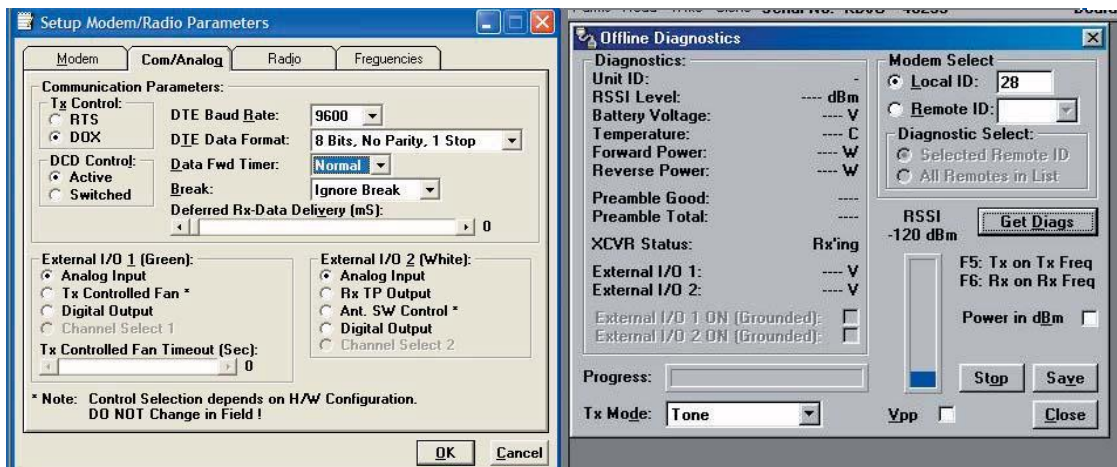 Setup Modem/Radio Parameters
Modem
Com/Analog
Radio
Frequencies
Communication Parameters:
Tx Control:
RTS
DOX
DTE Baud Rate:
9600
DTE Data Format:
8 Bits, No Parity, 1 Stop
DCD Control:
Active
Switched
Data Fwd Timer:
Normal
Break:
Ignore Break
Deferred Rx-Data Delivery (mS):
0
External I/O 1 (Green):
Analog Input
Tx Controlled Fan *
Digital Output
Channel Select 1
Tx Controlled Fan Timeout (Sec):
0
External I/O 2 (White):
Analog Input
Rx TP Output
Ant. SW Control *
Digital Output
Channel Select 2
* Note: Control Selection depends on H/W Configuration.
DO NOT Change in Field !
OK
Cancel
Offline Diagnostics
Diagnostics:
Unit ID: -
RSSI Level: ---- dBm
Battery Voltage: ---- V
Temperature: ---- C
Forward Power: ---- W
Reverse Power: ---- W
Preamble Good: ----
Preamble Total: ----
XCVR Status: Rx'ing
External I/O 1: ---- V
External I/O 2: ---- V
External I/O 1 ON (Grounded):
External I/O 2 ON (Grounded):
Progress:
Tx Mode: Tone
Modem Select
Local ID: 28
Remote ID:
Diagnostic Select:
Selected Remote ID
All Remotes in List
RSSI
-120 dBm
Get Diags
F5: Tx on Tx Freq
F6: Rx on Rx Freq
Power in dBm
Stop
Save
Vpp
Close